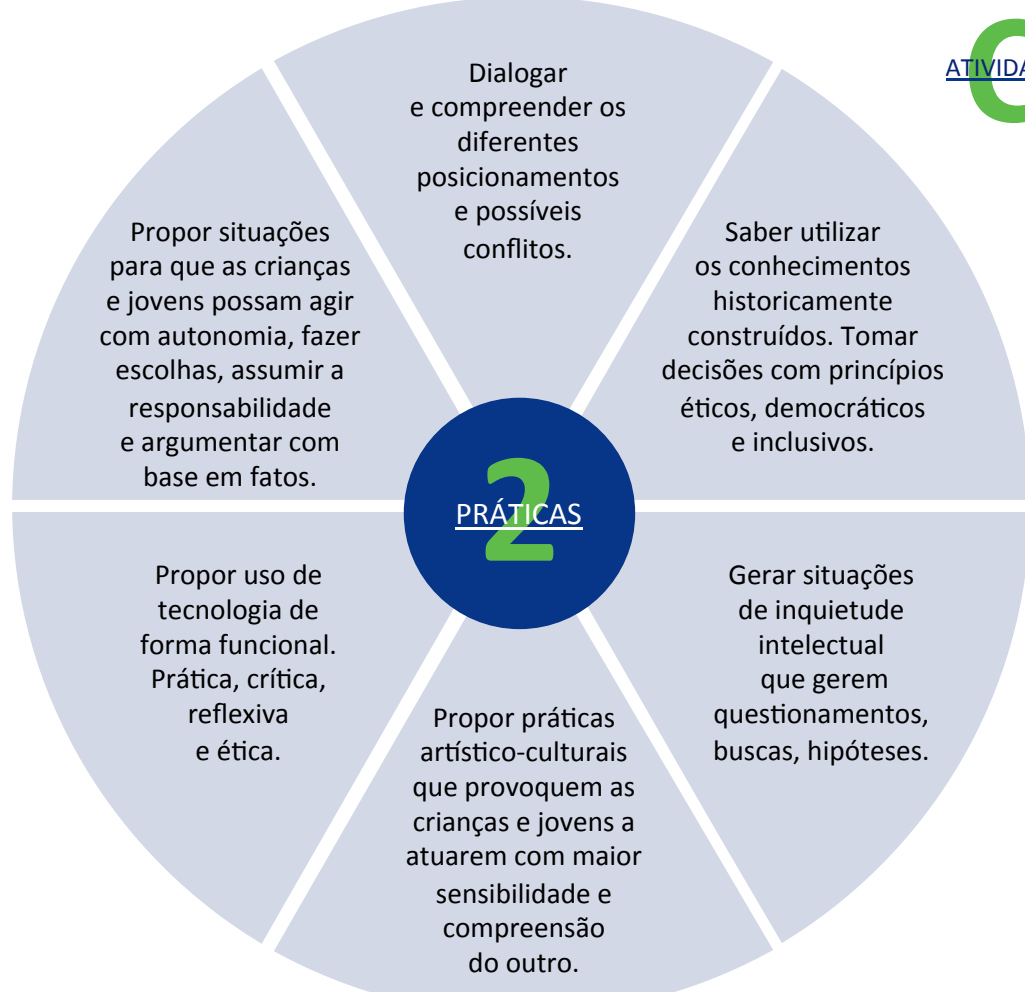 Dialogar
e compreender os
diferentes
posicionamentos
e possíveis
conflitos.
Saber utilizar
os conhecimentos
historicamente
construídos. Tomar
decisões com princípios
éticos, democráticos
e inclusivos.
Gerar situações
de inquietude
intelectual
que gerem
questionamentos,
buscas, hipóteses.
Propor práticas
artístico-culturais
que provoquem as
crianças e jovens a
atuarem com maior
sensibilidade e
compreensão
do outro.
Propor uso de
tecnologia de
forma funcional.
Prática, crítica,
reflexiva
e ética.
Propor situações
para que as crianças
e jovens possam agir
com autonomia, fazer
escolhas, assumir a
responsabilidade
e argumentar com
base em fatos.
2
PRÁTICAS
ATIVIDA